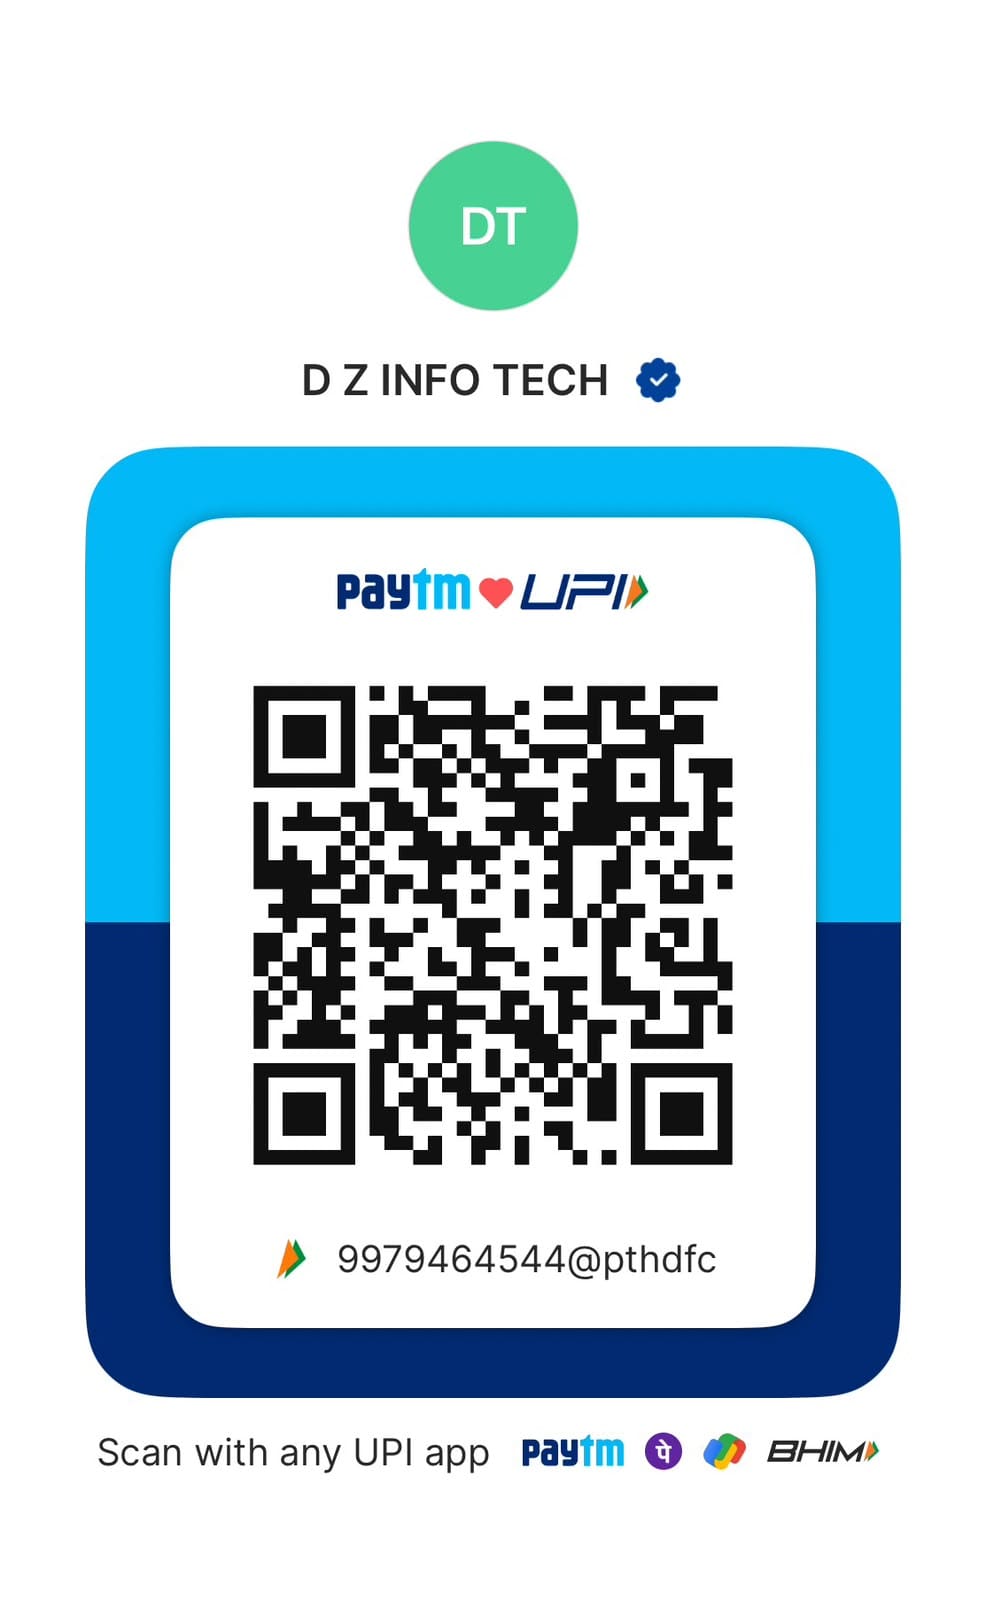 DT
D Z INFO TECH
paytm UPI
9979464544@pthdfc
Scan with any UPI app paytm पे BHIM